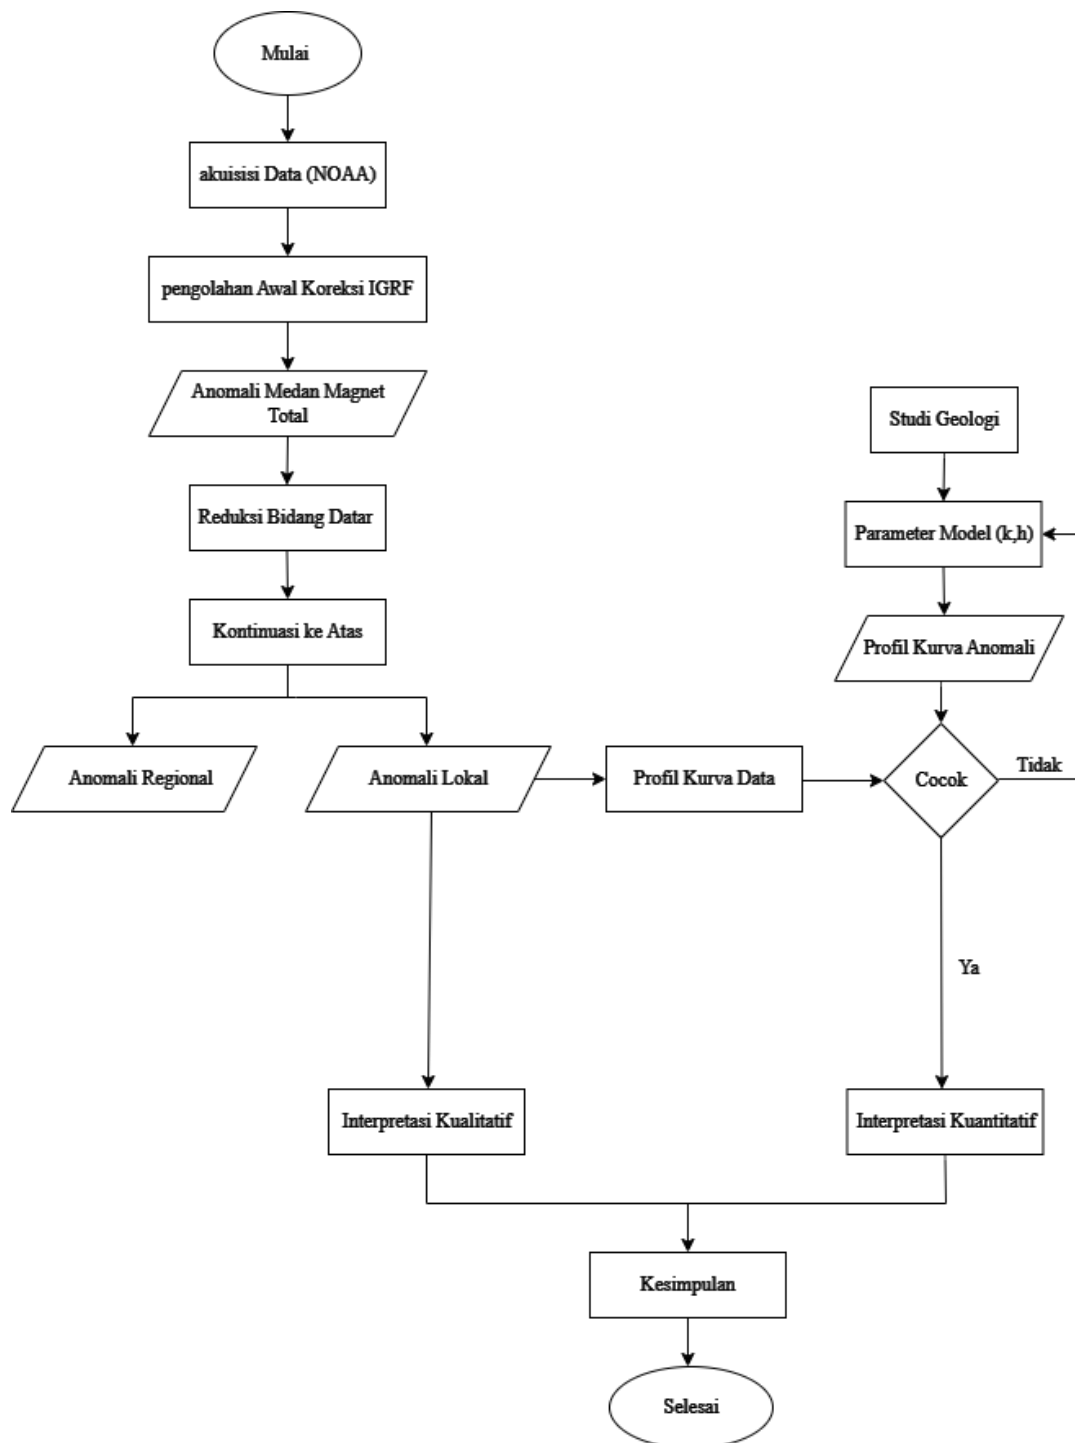 Mulai
akuisisi Data (NOAA)
pengolahan Awal Koreksi IGRF
Anomali Medan Magnet
Total
Studi Geologi
Reduksi Bidang Datar
Parameter Model (k,h)
Kontinuasi ke Atas
Profil Kurva Anomali
Anomali Regional
Anomali Lokal
Profil Kurva Data
Cocok
Tidak
Ya
Interpretasi Kualitatif
Interpretasi Kuantitatif
Kesimpulan
Selesai